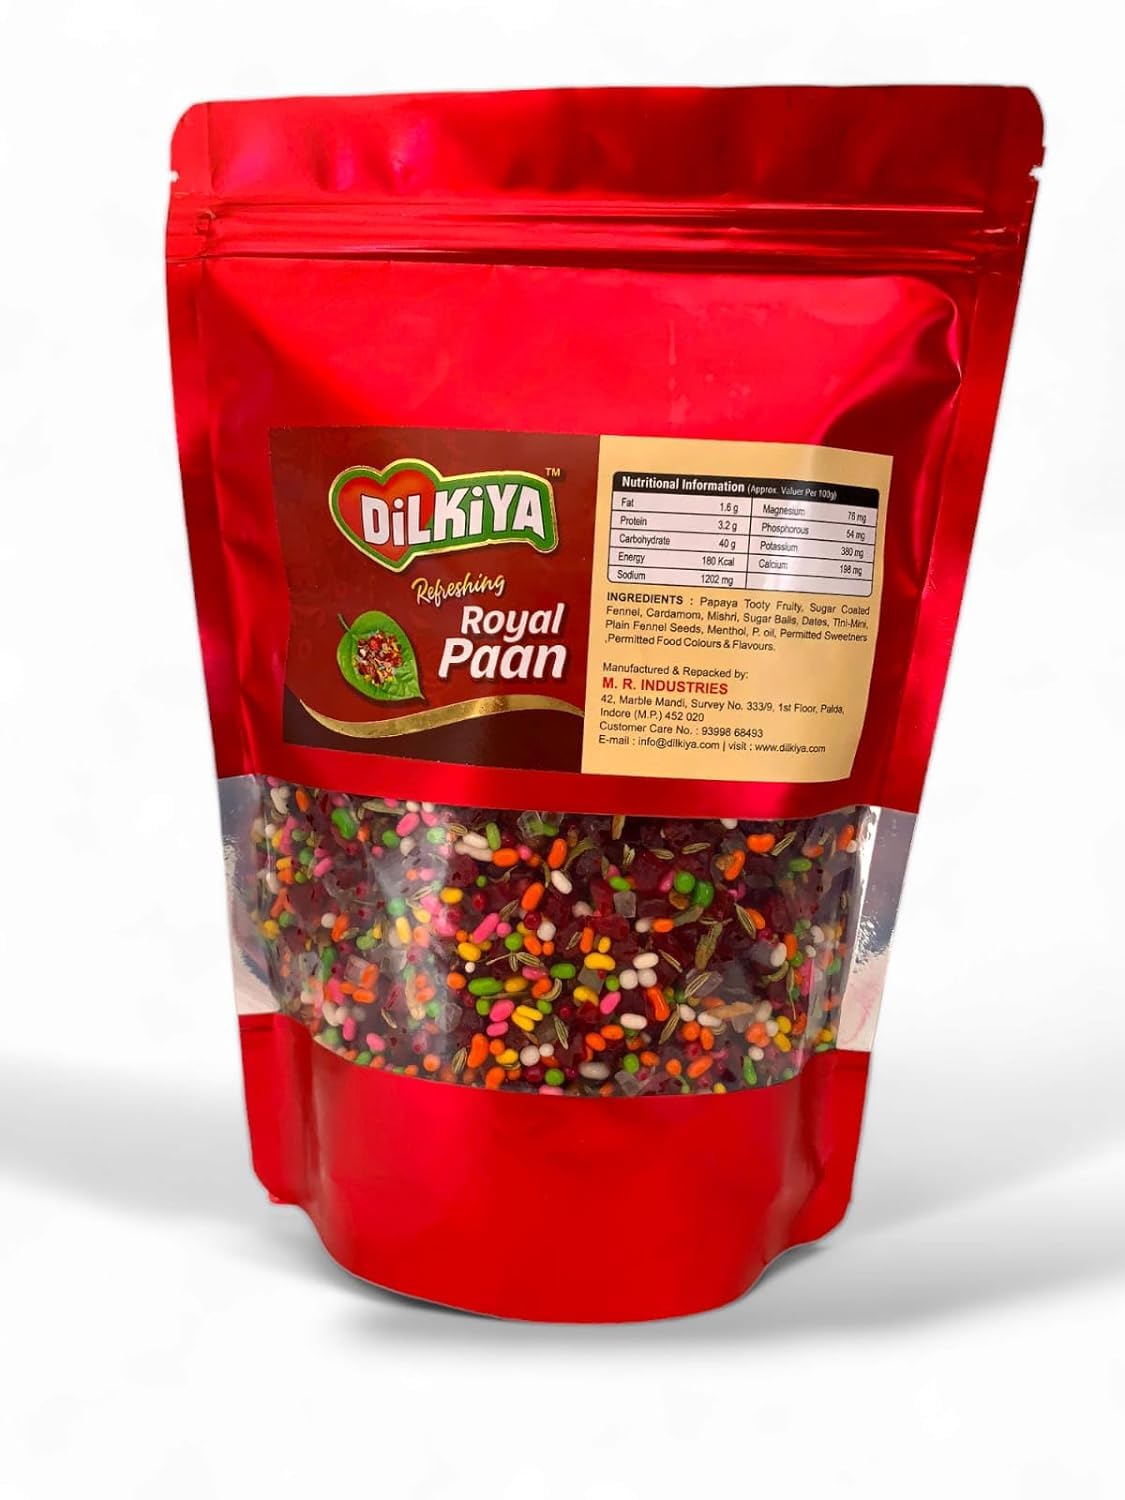 DiLKiYA TM
Refreshing
Royal
Paan
Nutritional Information (Approx. Values Per 100g)
Fat 1.6 g Magnesium 76 mg
Protein 3.2 g Phosphorous 54 mg
Carbohydrate 40 g Potassium 380 mg
Energy 180 Kcal Calcium 198 mg
Sodium 1202 mg
INGREDIENTS : Papaya Tooty Fruity, Sugar Coated
Fennel, Cardamom, Mishri, Sugar Balls, Dates, Tini-Mini,
Plain Fennel Seeds, Menthol, P. oil, Permitted Sweetners
,Permitted Food Colours & Flavours.
Manufactured & Repacked by:
M. R. INDUSTRIES
42, Marble Mandi, Survey No. 333/9, 1st Floor, Palda,
Indore (M.P.) 452 020
Customer Care No. : 93998 68493
E-mail : info@dilkiya.com | visit : www.dilkiya.com